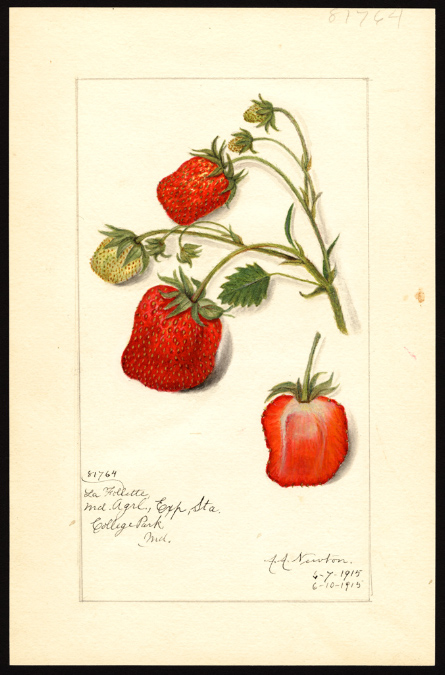 81764
81764
La Follette,
Md. Agrl., Exp, Sta.
College Park
Md.
A.A. Newton.
6-7-1915
6-10-1915